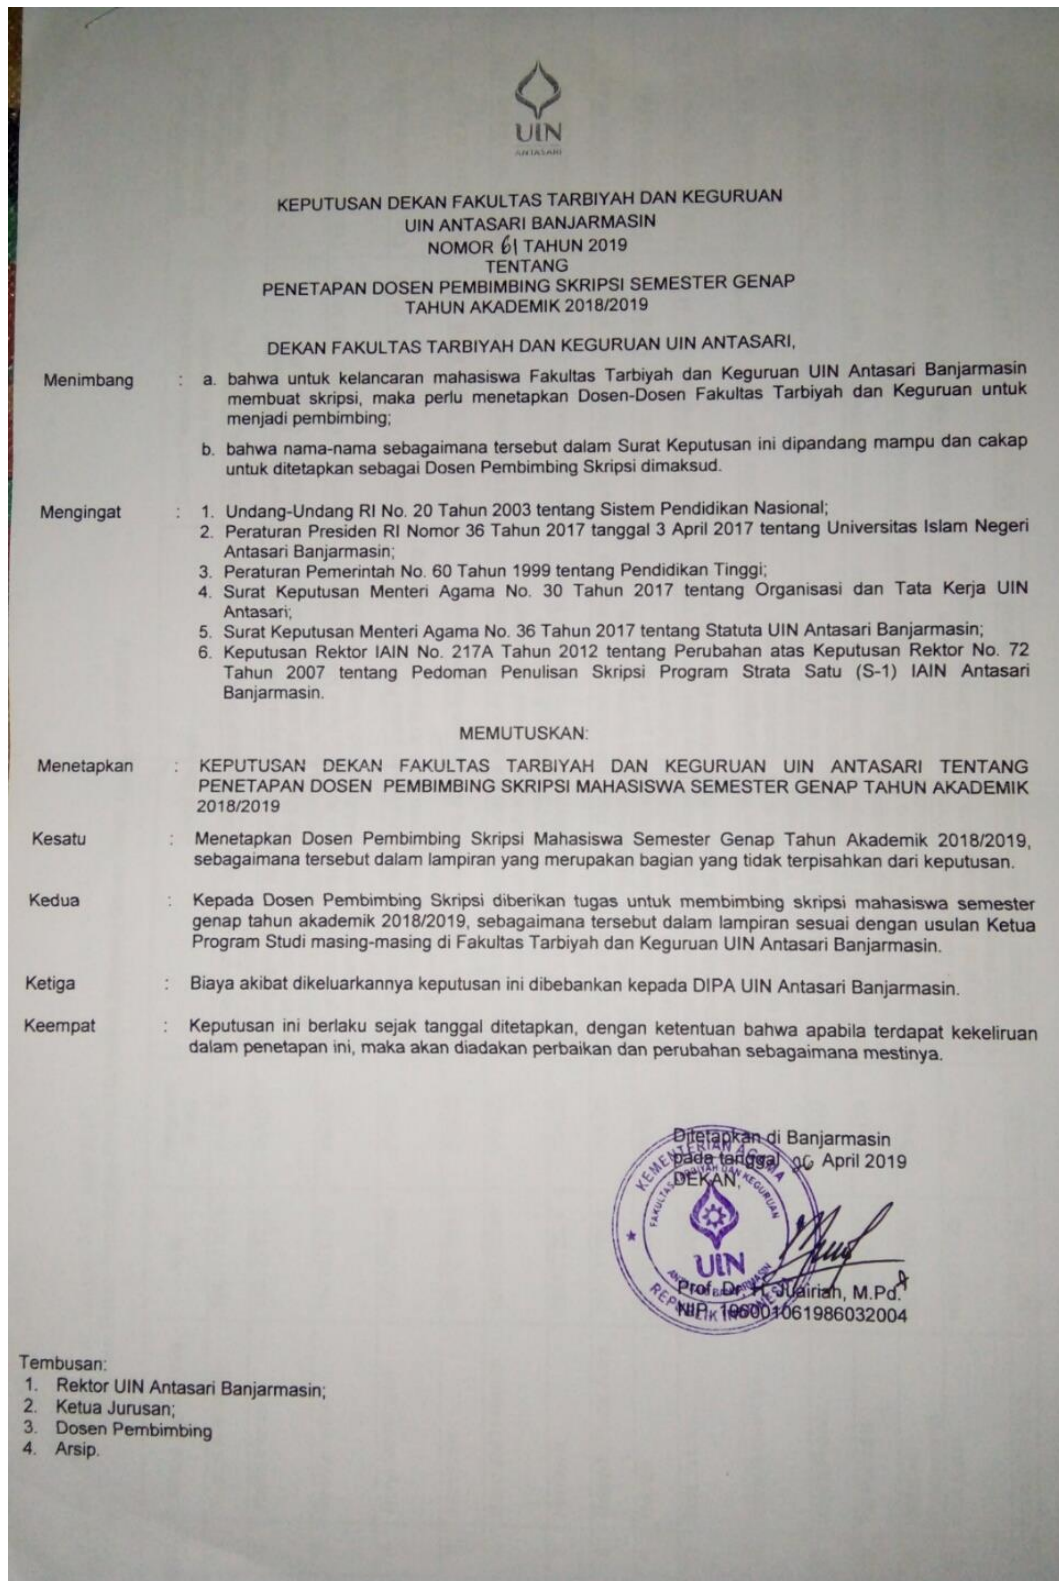 UIN
ANTASARI
KEPUTUSAN DEKAN FAKULTAS TARBIYAH DAN KEGURUAN
UIN ANTASARI BANJARMASIN
NOMOR 61 TAHUN 2019
TENTANG
PENETAPAN DOSEN PEMBIMBING SKRIPSI SEMESTER GENAP
TAHUN AKADEMIK 2018/2019
DEKAN FAKULTAS TARBIYAH DAN KEGURUAN UIN ANTASARI,
Menimbang : a. bahwa untuk kelancaran mahasiswa Fakultas Tarbiyah dan Keguruan UIN Antasari Banjarmasin
membuat skripsi, maka perlu menetapkan Dosen-Dosen Fakultas Tarbiyah dan Keguruan untuk
menjadi pembimbing;
b. bahwa nama-nama sebagaimana tersebut dalam Surat Keputusan ini dipandang mampu dan cakap
untuk ditetapkan sebagai Dosen Pembimbing Skripsi dimaksud.
Mengingat : 1. Undang-Undang RI No. 20 Tahun 2003 tentang Sistem Pendidikan Nasional;
2. Peraturan Presiden RI Nomor 36 Tahun 2017 tanggal 3 April 2017 tentang Universitas Islam Negeri
Antasari Banjarmasin;
3. Peraturan Pemerintah No. 60 Tahun 1999 tentang Pendidikan Tinggi;
4. Surat Keputusan Menteri Agama No. 30 Tahun 2017 tentang Organisasi dan Tata Kerja UIN
Antasari;
5. Surat Keputusan Menteri Agama No. 36 Tahun 2017 tentang Statuta UIN Antasari Banjarmasin;
6. Keputusan Rektor IAIN No. 217A Tahun 2012 tentang Perubahan atas Keputusan Rektor No. 72
Tahun 2007 tentang Pedoman Penulisan Skripsi Program Strata Satu (S-1) IAIN Antasari
Banjarmasin.
MEMUTUSKAN:
Menetapkan : KEPUTUSAN DEKAN FAKULTAS TARBIYAH DAN KEGURUAN UIN ANTASARI TENTANG
PENETAPAN DOSEN PEMBIMBING SKRIPSI MAHASISWA SEMESTER GENAP TAHUN AKADEMIK
2018/2019
Kesatu : Menetapkan Dosen Pembimbing Skripsi Mahasiswa Semester Genap Tahun Akademik 2018/2019,
sebagaimana tersebut dalam lampiran yang merupakan bagian yang tidak terpisahkan dari keputusan.
Kedua : Kepada Dosen Pembimbing Skripsi diberikan tugas untuk membimbing skripsi mahasiswa semester
genap tahun akademik 2018/2019, sebagaimana tersebut dalam lampiran sesuai dengan usulan Ketua
Program Studi masing-masing di Fakultas Tarbiyah dan Keguruan UIN Antasari Banjarmasin.
Ketiga : Biaya akibat dikeluarkannya keputusan ini dibebankan kepada DIPA UIN Antasari Banjarmasin.
Keempat : Keputusan ini berlaku sejak tanggal ditetapkan, dengan ketentuan bahwa apabila terdapat kekeliruan
dalam penetapan ini, maka akan diadakan perbaikan dan perubahan sebagaimana mestinya.
Ditetapkan di Banjarmasin
pada tanggal 26 April 2019
DEKAN,
KEMENTERIAN AGAMA
FAKULTAS TARBIYAH DAN KEGURUAN
UIN
ANTASARI BANJARMASIN
REPUBLIK INDONESIA
Prof. Dr. Juairiah, M.Pd.
NIP. 196001061986032004
Tembusan:
1. Rektor UIN Antasari Banjarmasin;
2. Ketua Jurusan;
3. Dosen Pembimbing
4. Arsip.